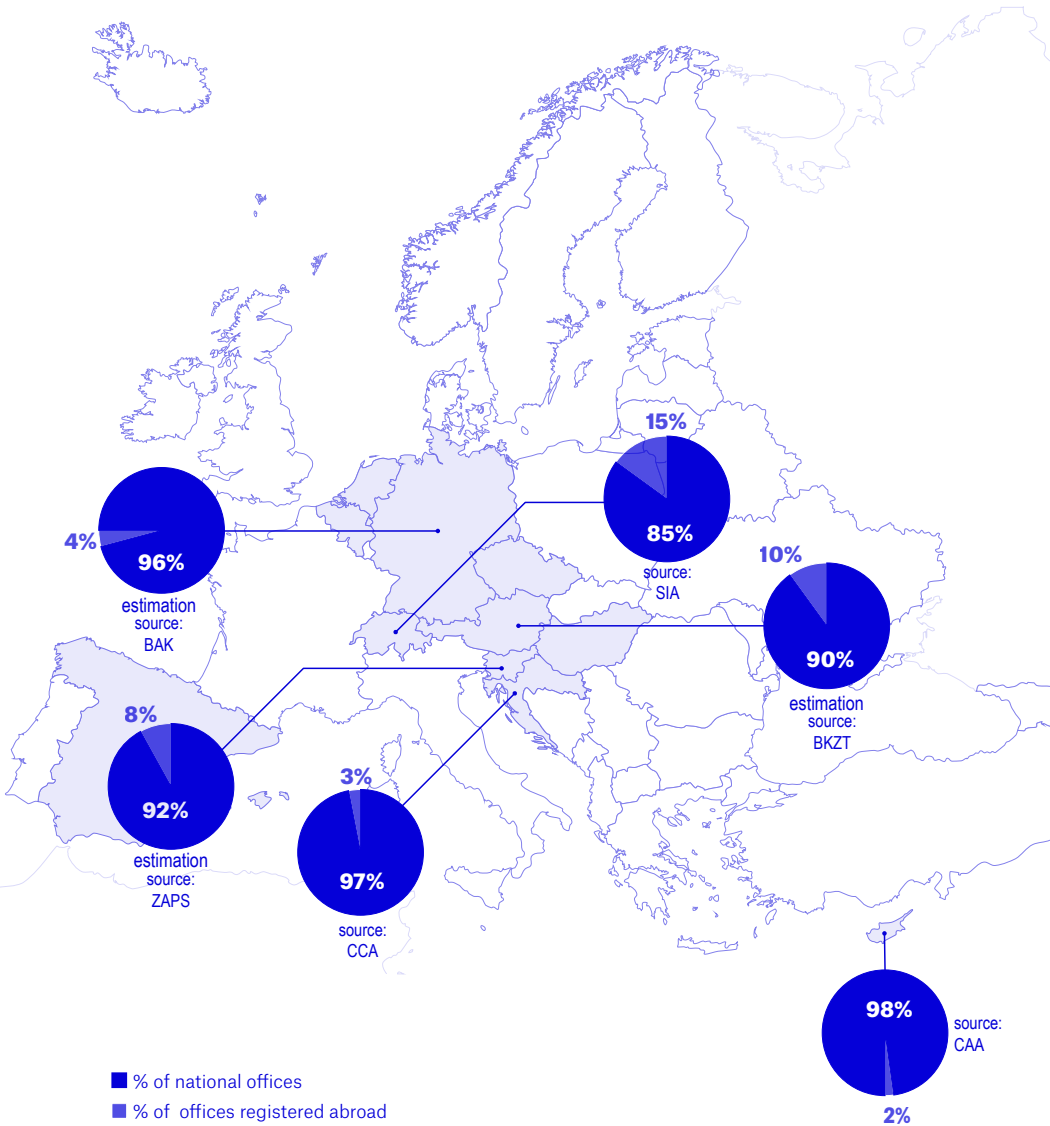 15%
85%
source:
SIA
4%
96%
estimation
source:
BAK
10%
90%
estimation
source:
BKZT
8%
92%
estimation
source:
ZAPS
3%
97%
source:
CCA
98%
source:
CAA
2%
% of national offices
% of offices registered abroad